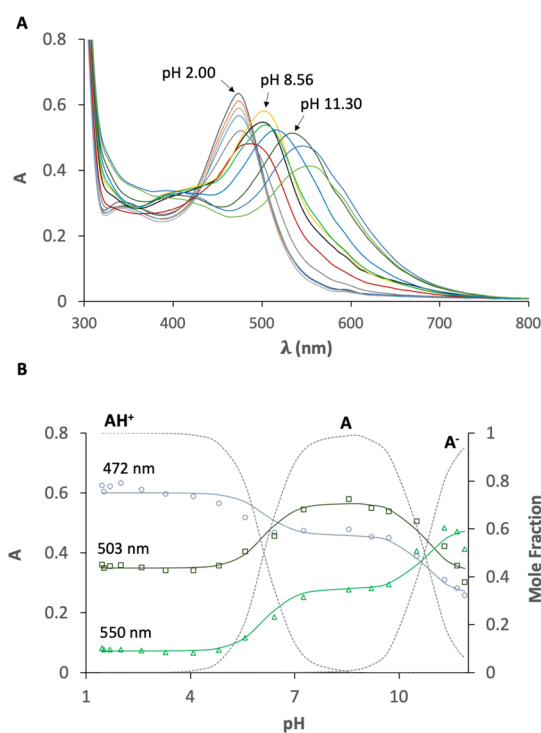 A
pH 2.00
pH 8.56
pH 11.30
A
0.8
0.6
0.4
0.2
0
300 400 500 600 700 800
λ (nm)
B
AH⁺ A A⁻
472 nm
503 nm
550 nm
A
0.8
0.6
0.4
0.2
0
1
0.8
0.6
0.4
0.2
0
Mole Fraction
1 4 7 10
pH